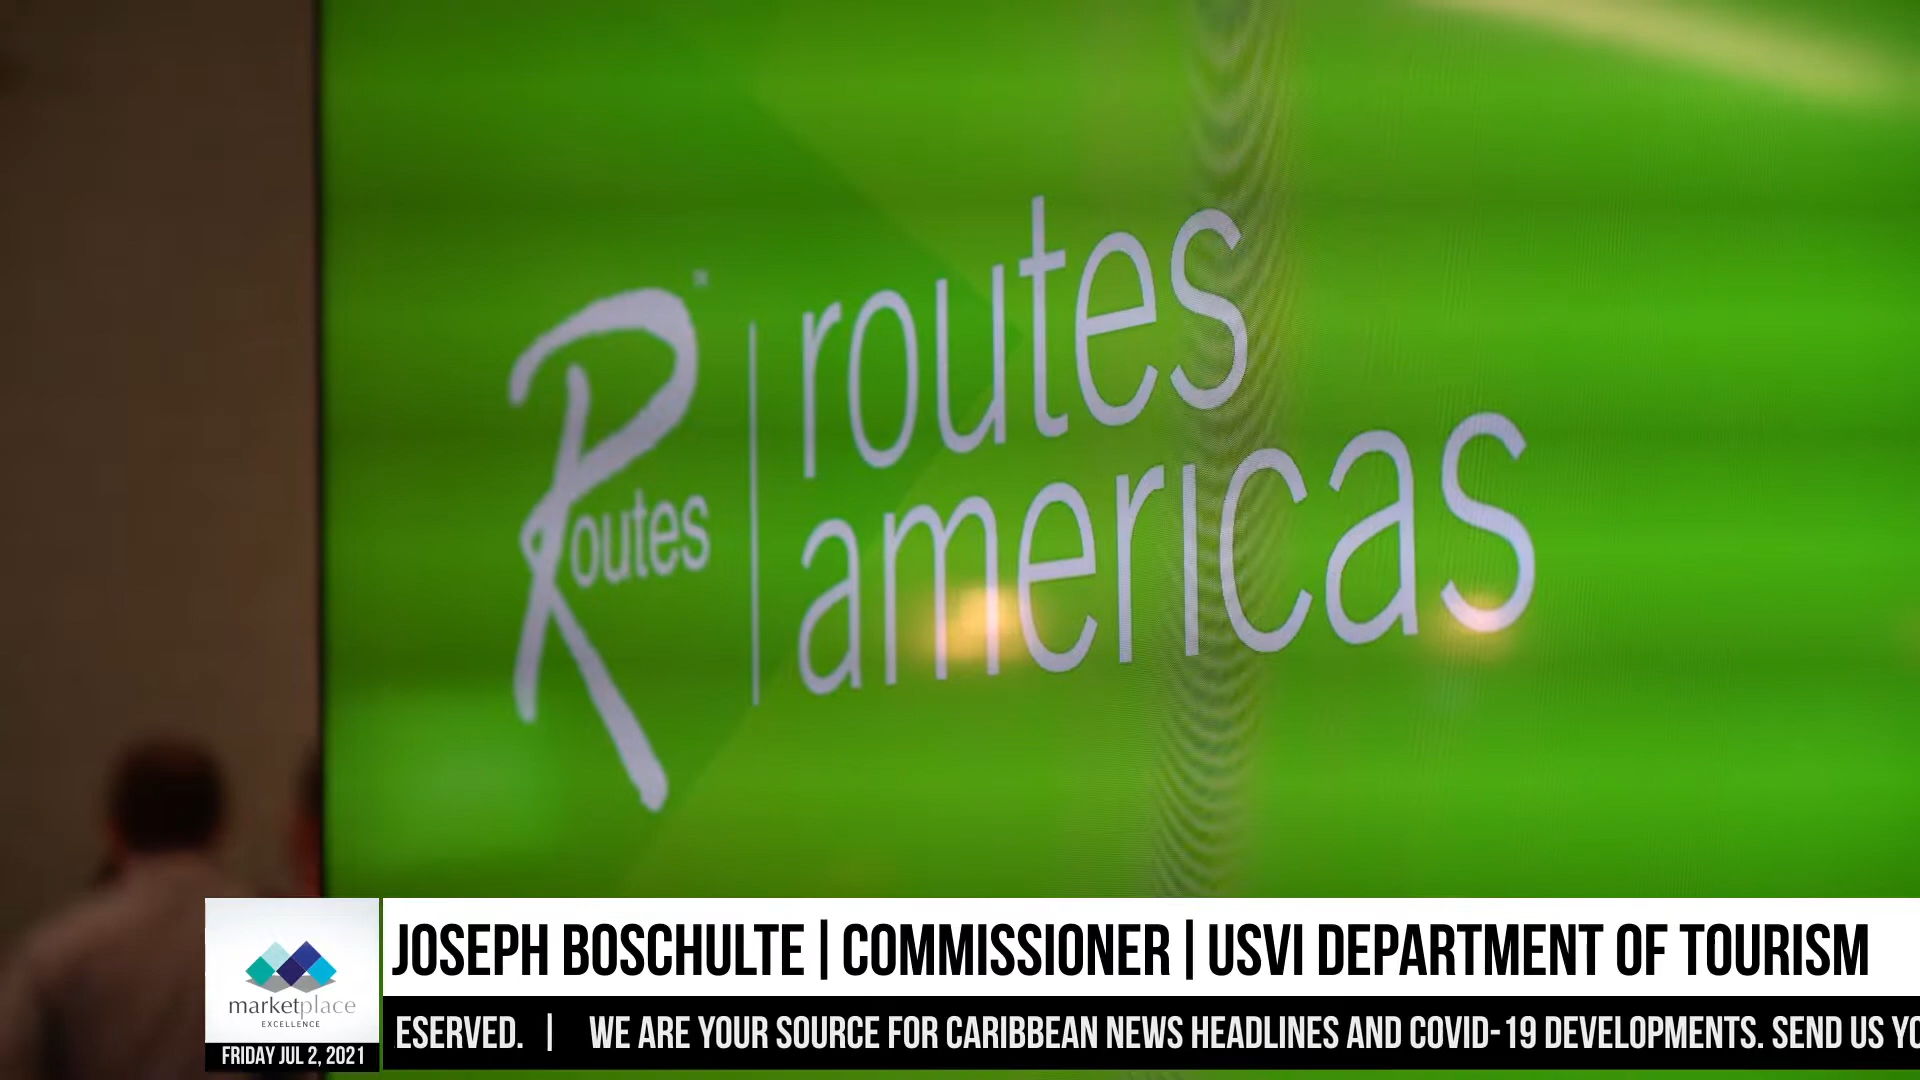 Routes
routes
americas
JOSEPH BOSCHULTE | COMMISSIONER | USVI DEPARTMENT OF TOURISM
marketplace
EXCELLENCE
ESERVED. | WE ARE YOUR SOURCE FOR CARIBBEAN NEWS HEADLINES AND COVID-19 DEVELOPMENTS. SEND US YO
FRIDAY JUL 2, 2021